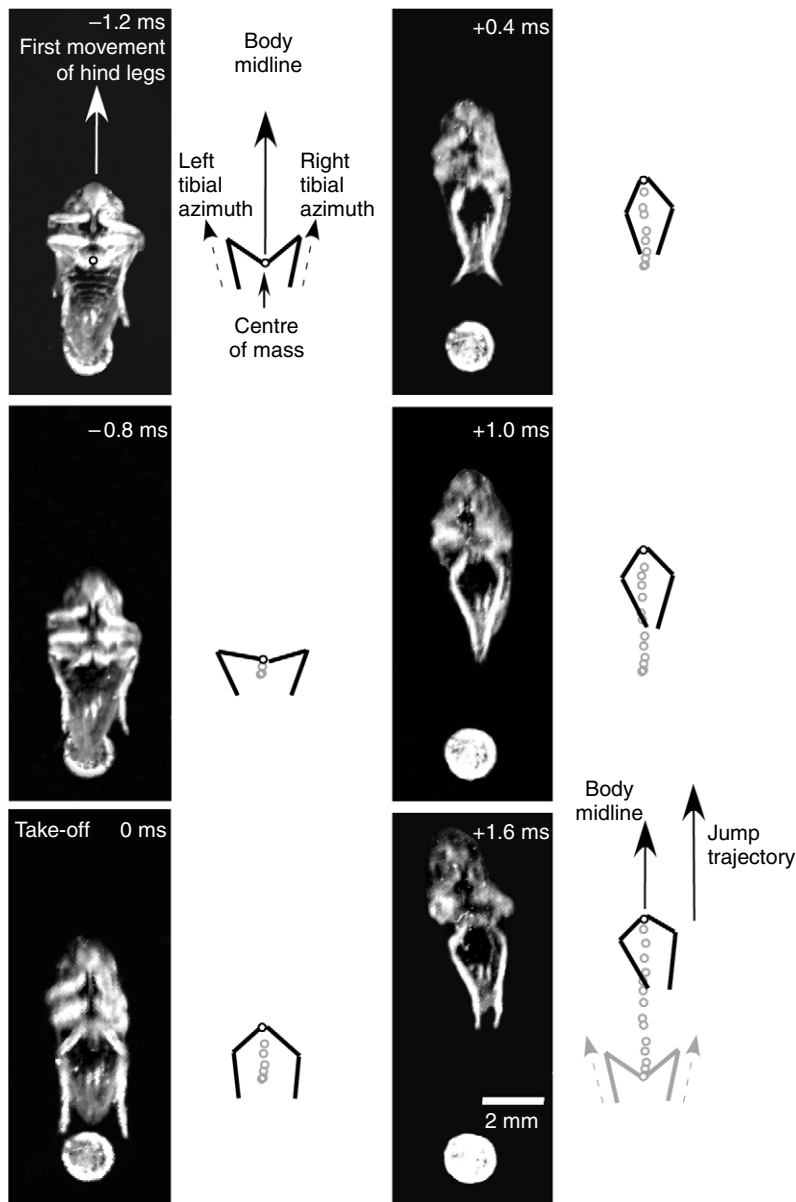 −1.2 ms
First movement
of hind legs
Body
midline
Left
tibial
azimuth
Right
tibial
azimuth
Centre
of mass
−0.8 ms
Take-off 0 ms
+0.4 ms
+1.0 ms
+1.6 ms
Body
midline
Jump
trajectory
2 mm